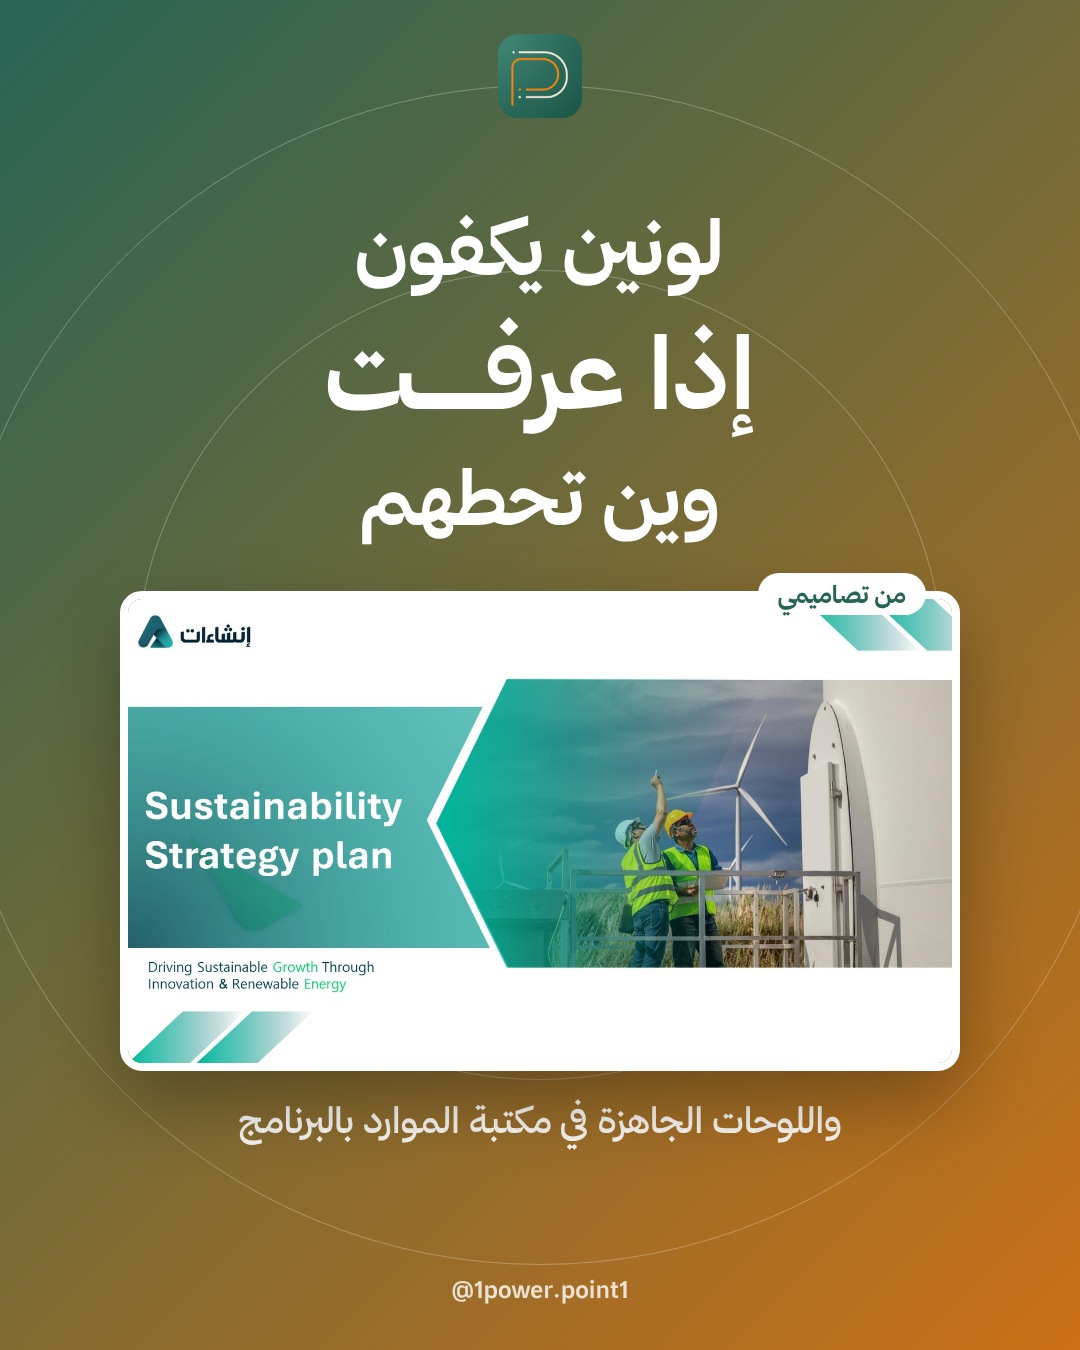 لونين يكفون
إذا عرفــت
وين تحطهم
من تصاميمي
إنشاءات
Sustainability
Strategy plan
Driving Sustainable Growth Through
Innovation & Renewable Energy
واللوحات الجاهزة في مكتبة الموارد بالبرنامج
@1power.point1